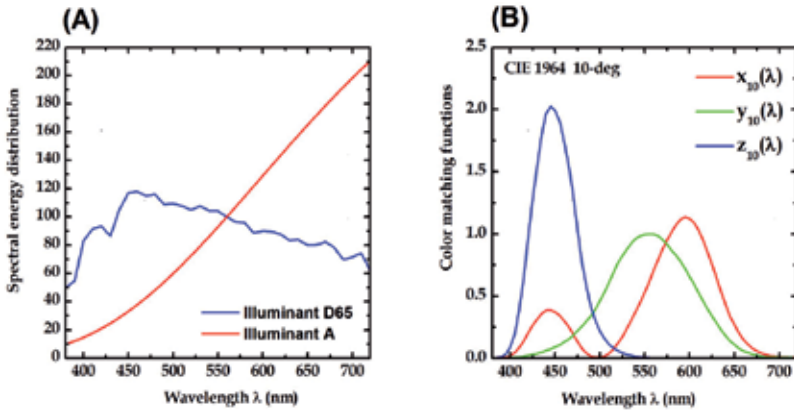 (A)
Spectral energy distribution
220
200
180
160
140
120
100
80
60
40
20
0
Illuminant D65
Illuminant A
400 450 500 550 600 650 700
Wavelength λ (nm)
(B)
Color matching functions
CIE 1964 10-deg
x₁₀(λ)
y₁₀(λ)
z₁₀(λ)
2.5
2.0
1.5
1.0
0.5
0.0
400 450 500 550 600 650 700
Wavelength λ (nm)